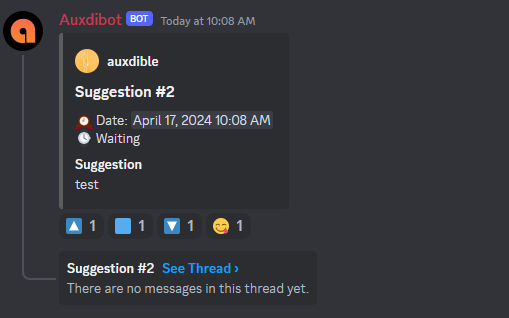 Auxdibot BOT Today at 10:08 AM
auxdible
Suggestion #2
Date: April 17, 2024 10:08 AM
Waiting
Suggestion
test
1 1 1 1
Suggestion #2 See Thread ›
There are no messages in this thread yet.